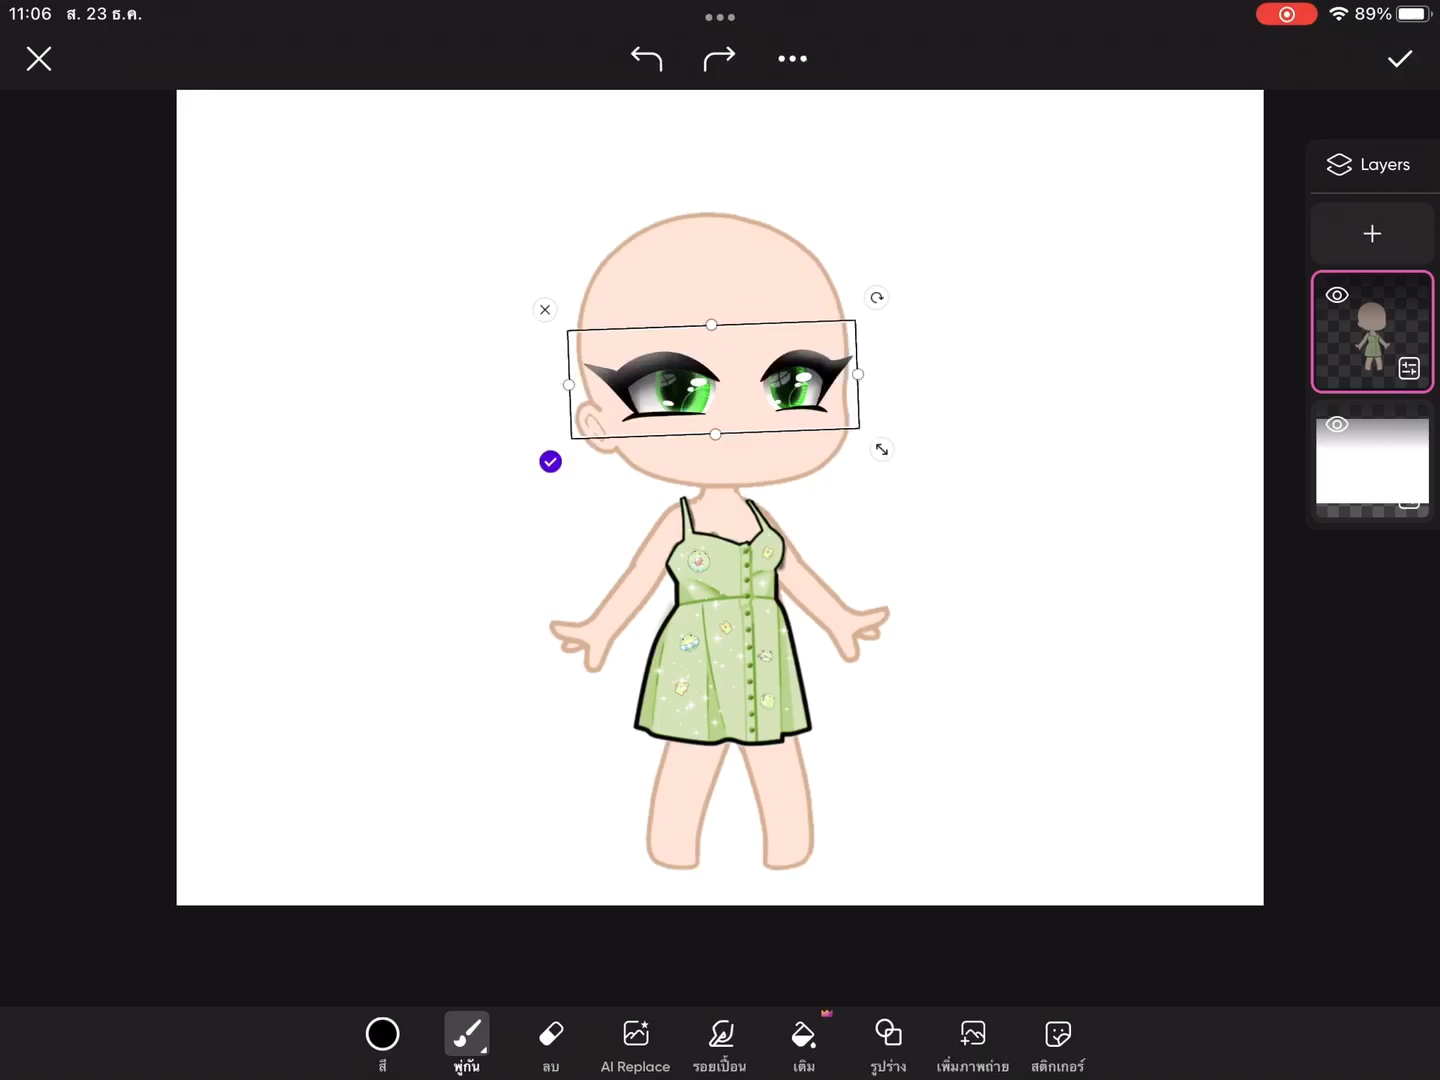 11:06 ส. 23 ธ.ค.
89%
Layers
สี
พู่กัน
ลบ
AI Replace
รอยเปื้อน
เติม
รูปร่าง
เพิ่มภาพถ่าย
สติกเกอร์